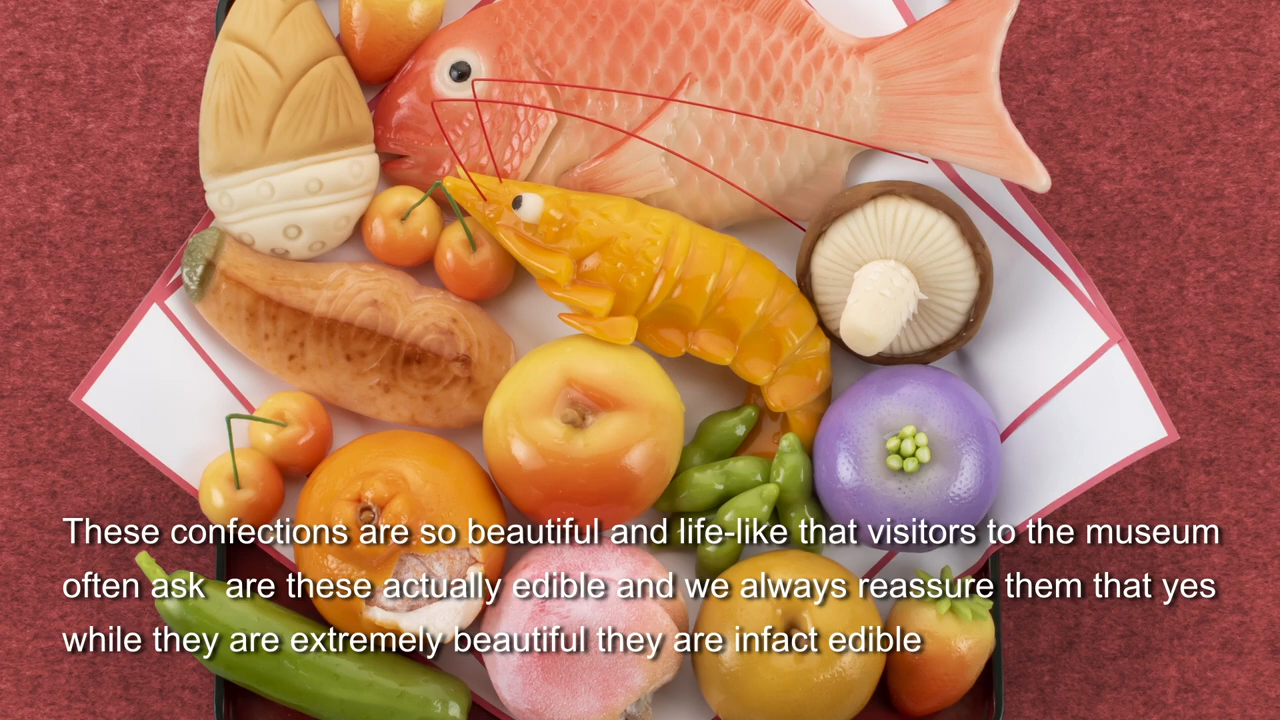 These confections are so beautiful and life-like that visitors to the museum
often ask  are these actually edible and we always reassure them that yes
while they are extremely beautiful they are infact edible